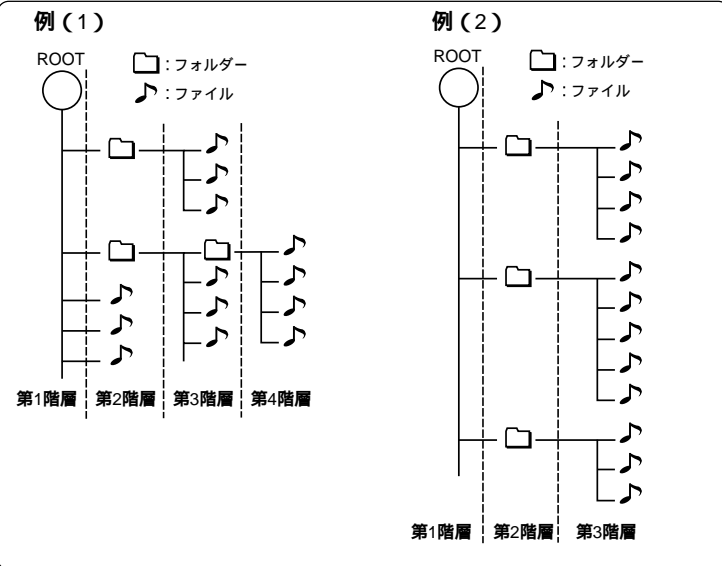 例(1)
ROOT
:フォルダー
:ファイル
第1階層 第2階層 第3階層 第4階層
例(2)
ROOT
:フォルダー
:ファイル
第1階層 第2階層 第3階層